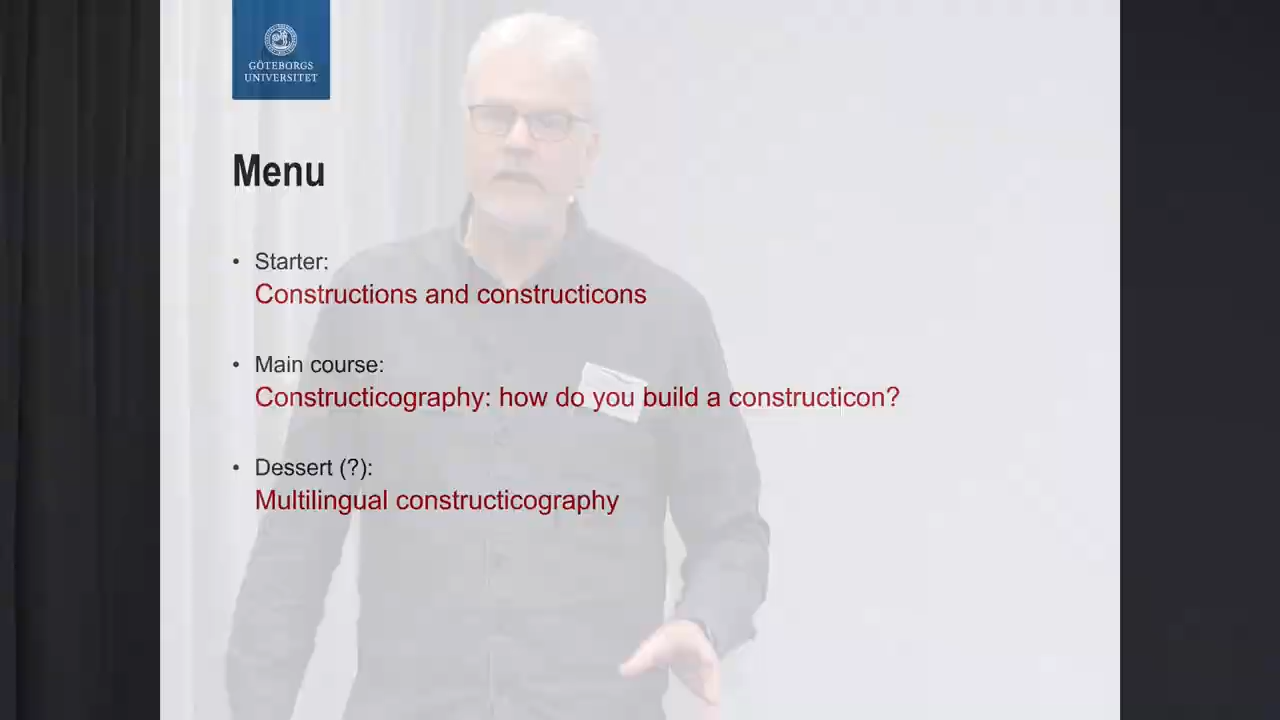 GÖTEBORGS
UNIVERSITET
Menu
• Starter:
Constructions and constructicons
• Main course:
Constructicography: how do you build a constructicon?
• Dessert (?):
Multilingual constructicography